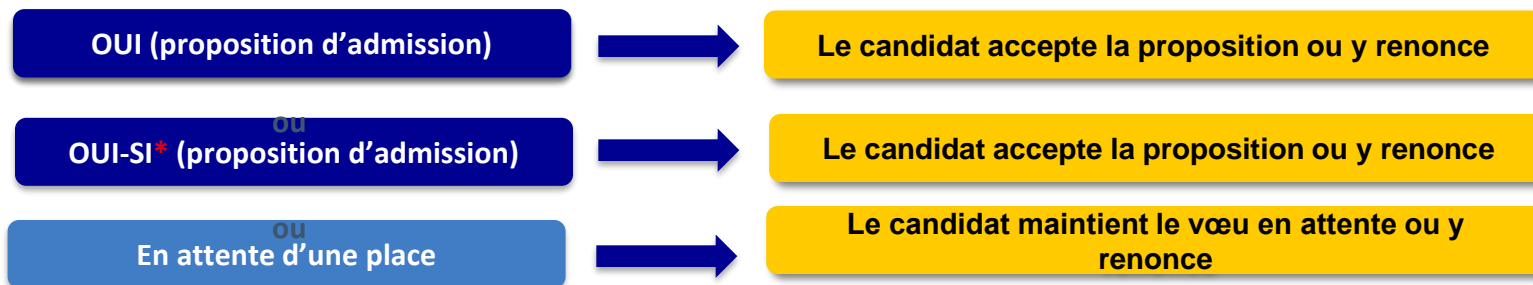 OUI (proposition d’admission)
Le candidat accepte la proposition ou y renonce
ou
OUI-SI* (proposition d’admission)
Le candidat accepte la proposition ou y renonce
ou
En attente d’une place
Le candidat maintient le vœu en attente ou y
renonce